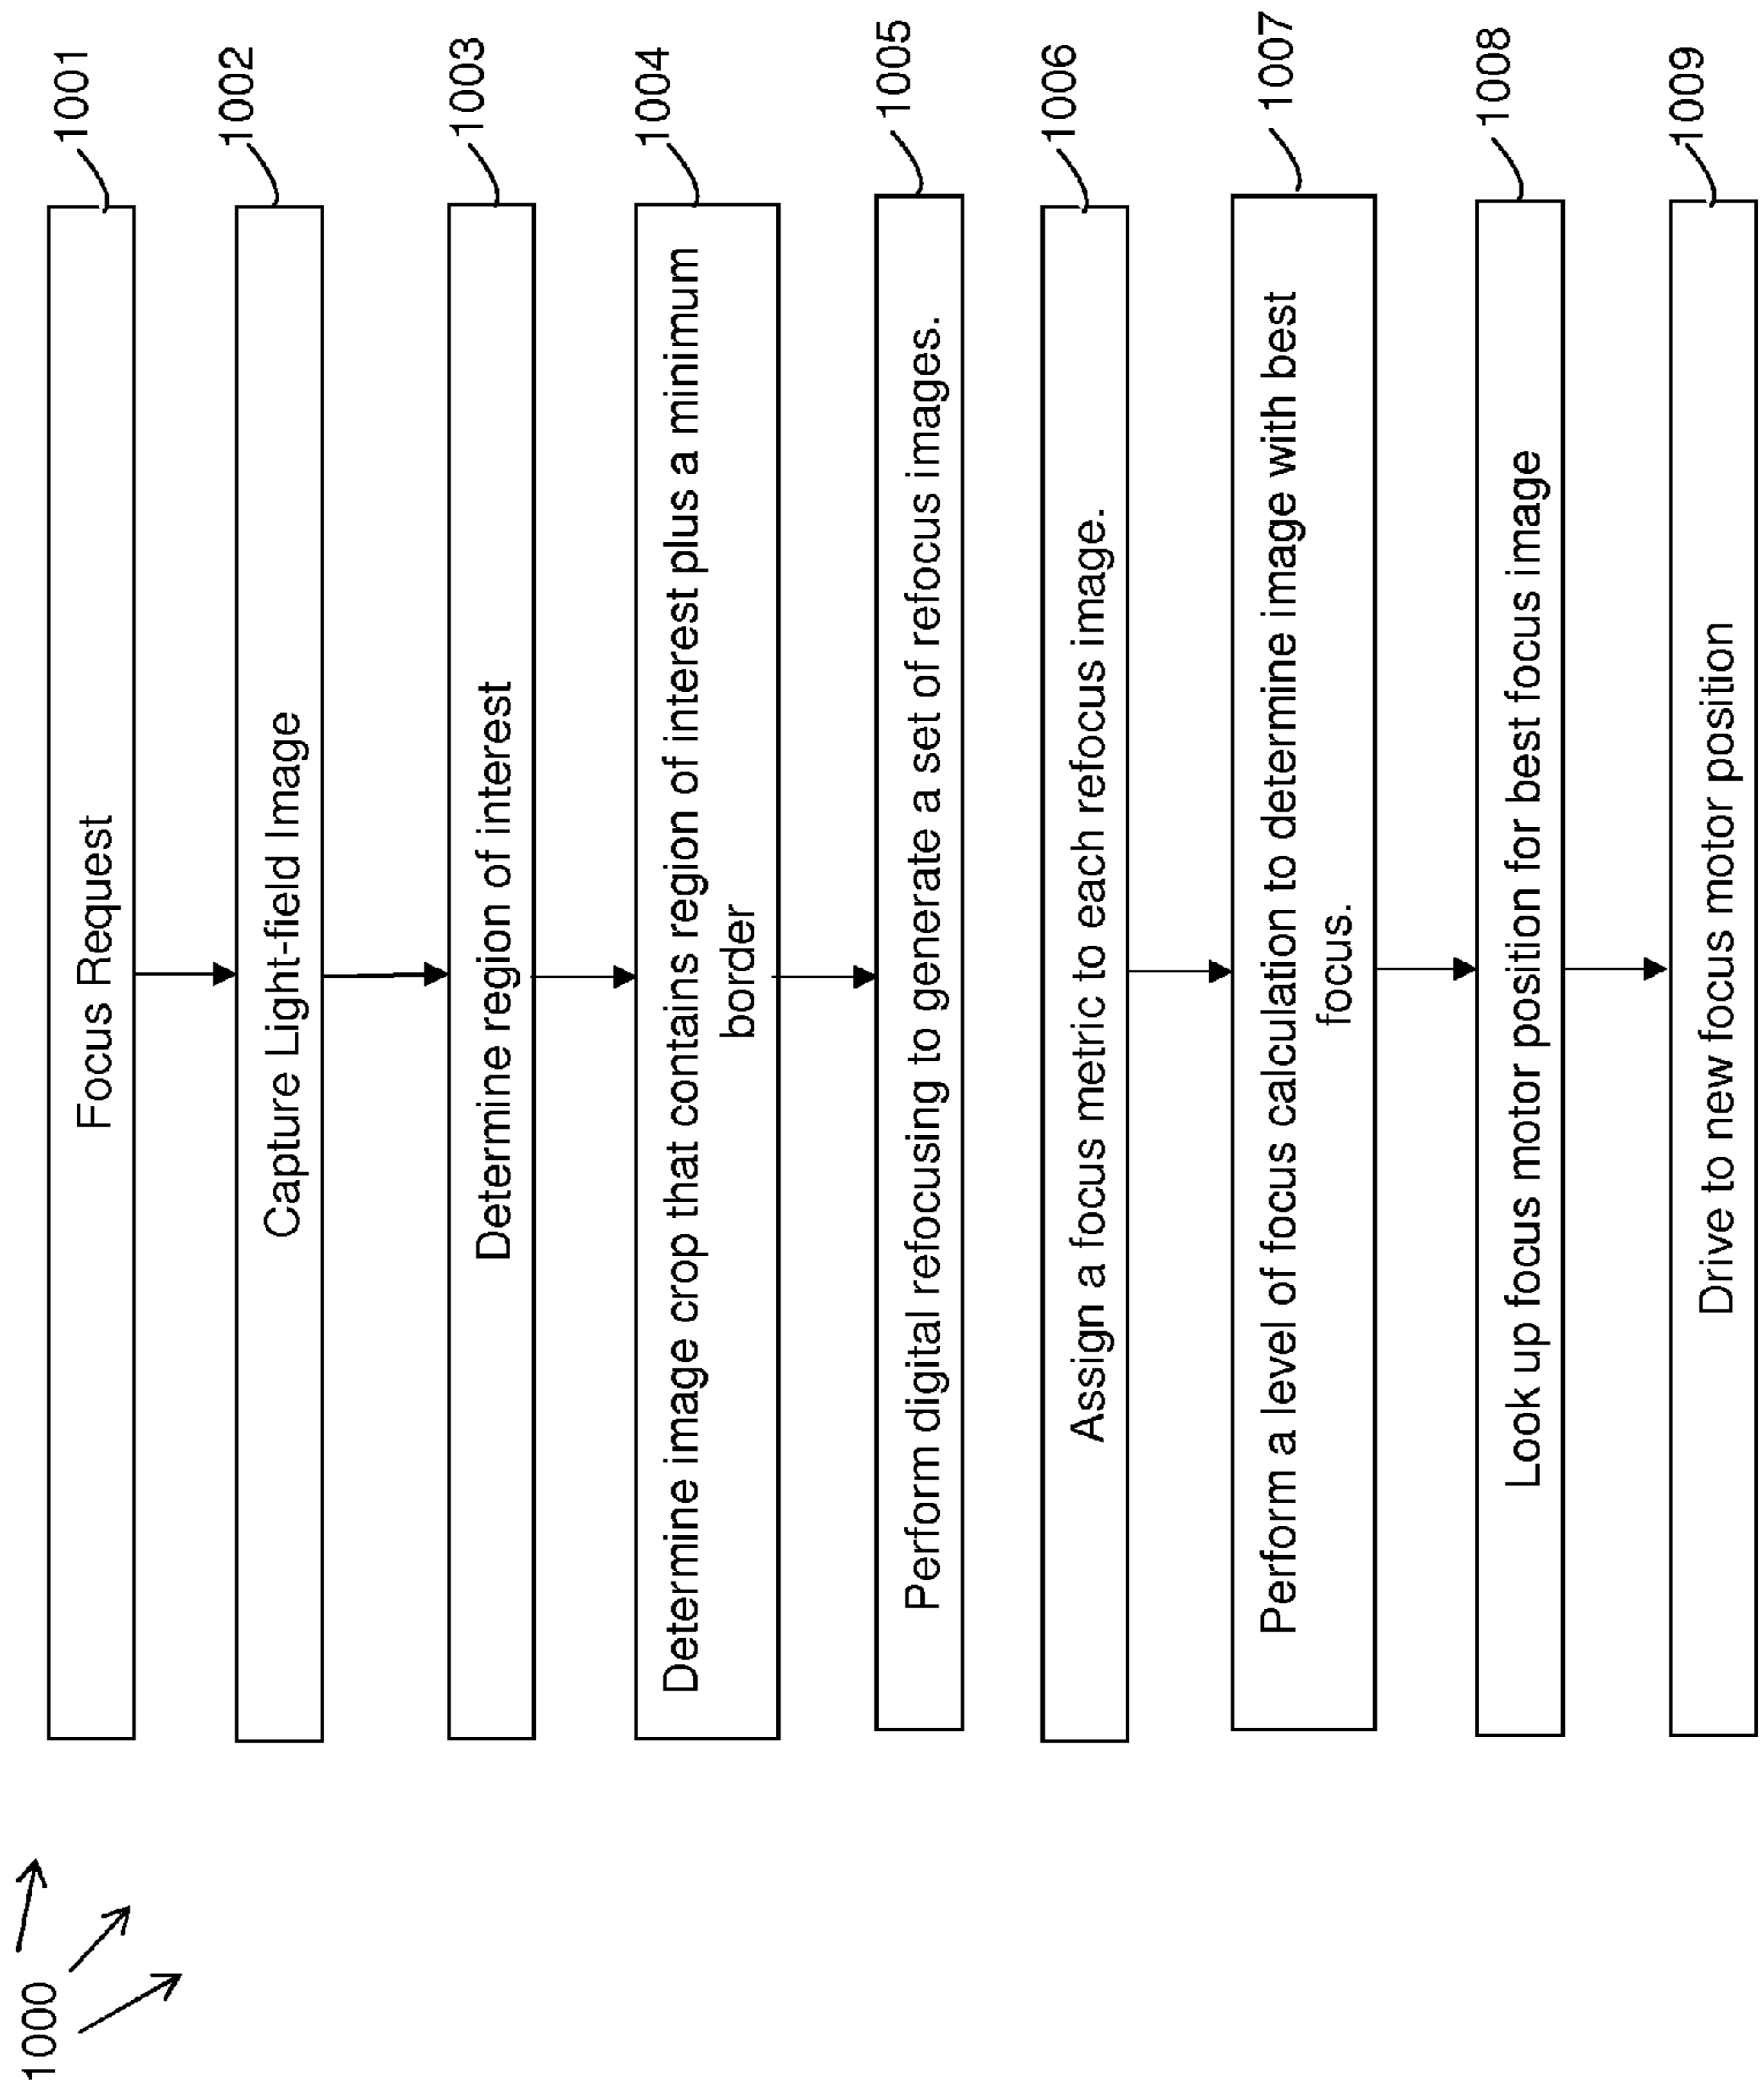 1000
Focus Request
1001
Capture Light-field Image
1002
Determine region of interest
1003
Determine image crop that contains region of interest plus a minimum
border
1004
Perform digital refocusing to generate a set of refocus images.
1005
Assign a focus metric to each refocus image.
1006
Perform a level of focus calculation to determine image with best
focus.
1007
Look up focus motor position for best focus image
1008
Drive to new focus motor position
1009